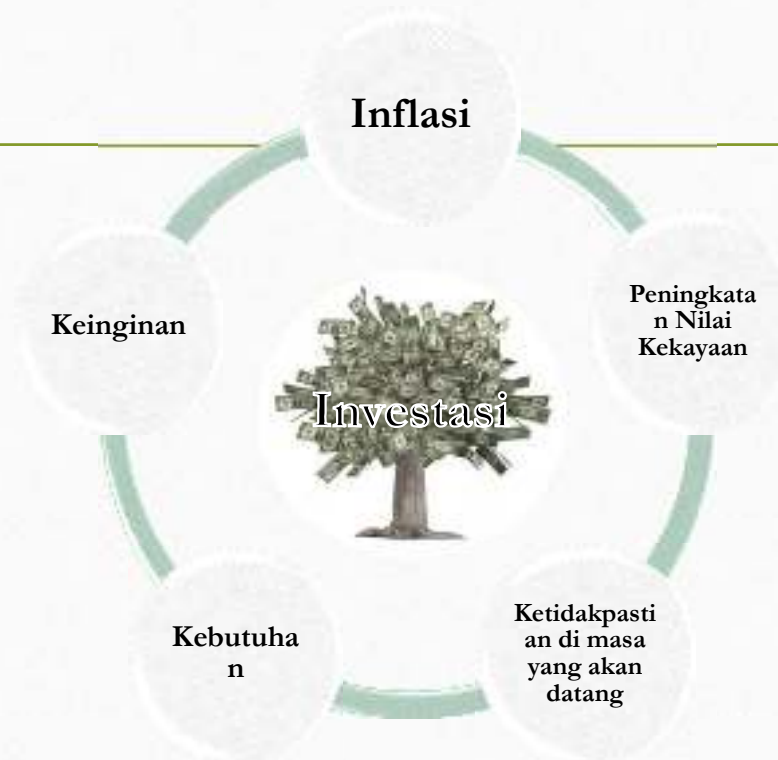 Inflasi
Peningkata
n Nilai
Kekayaan
Keinginan
Investasi
Ketidakpasti
an di masa
yang akan
datang
Kebutuha
n